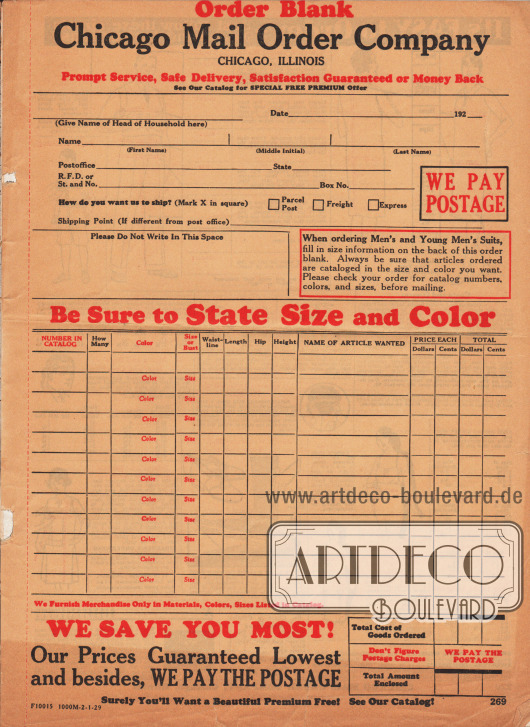 Order Blank
Chicago Mail Order Company
CHICAGO, ILLINOIS
Prompt Service, Safe Delivery, Satisfaction Guaranteed or Money Back
See Our Catalog for SPECIAL FREE PREMIUM Offer
Date 192
(Give Name of Head of Household here)
Name
(First Name) (Middle Initial) (Last Name)
Postoffice State
R.F.D. or
St. and No. Box No.
WE PAY
POSTAGE
How do you want us to ship? (Mark X in square) Parcel Post Freight Express
Shipping Point (If different from post office)
Please Do Not Write In This Space
When ordering Men's and Young Men's Suits,
fill in size information on the back of this order
blank. Always be sure that articles ordered
are cataloged in the size and color you want.
Please check your order for catalog numbers,
colors, and sizes, before mailing.
Be Sure to State Size and Color
NUMBER IN CATALOG How Many Color Size or Bust Waist-line Length Hip Height NAME OF ARTICLE WANTED PRICE EACH TOTAL
Dollars Cents Dollars Cents
Color Size
Color Size
Color Size
Color Size
Color Size
Color Size
Color Size
Color Size
Color Size
Color Size
Color Size
www.artdeco-boulevard.de
ARTDECO
BOULEVARD
We Furnish Merchandise Only in Materials, Colors, Sizes Listed in Catalog.
WE SAVE YOU MOST!
Our Prices Guaranteed Lowest
and besides, WE PAY THE POSTAGE
Total Cost of
Goods Ordered
Don't Figure
Postage Charges
WE PAY THE
POSTAGE
Total Amount
Enclosed
Surely You'll Want a Beautiful Premium Free! See Our Catalog!
F10015 1000M-2-1-29
269